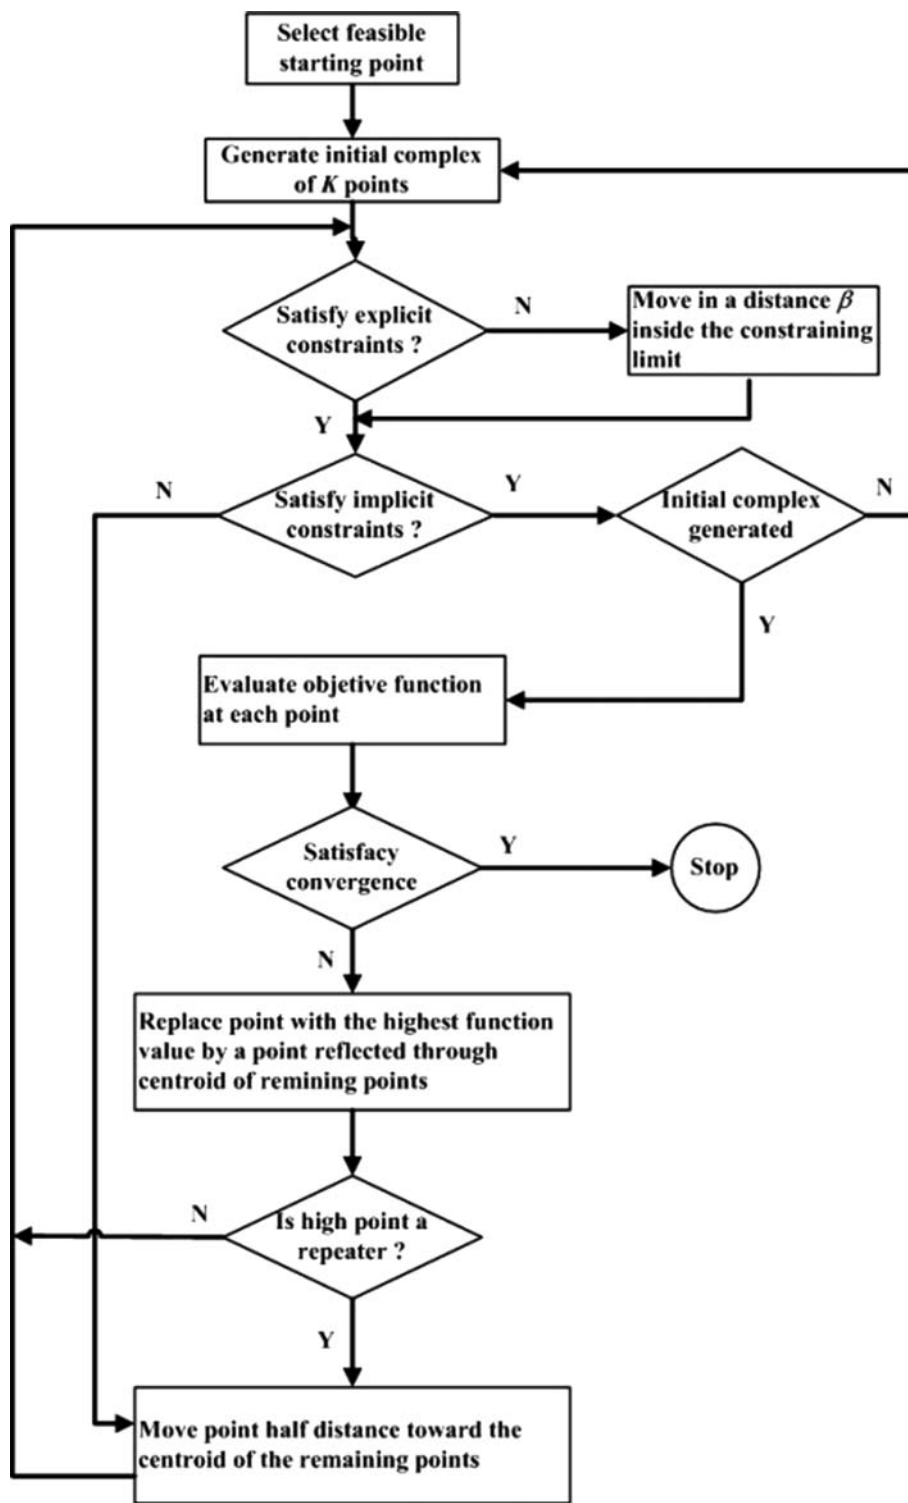 Select feasible
starting point
Generate initial complex
of K points
Satisfy explicit
constraints ?
N
Move in a distance β
inside the constraining
limit
Y
N
Satisfy implicit
constraints ?
Y
Initial complex
generated
N
Y
Evaluate objetive function
at each point
Satisfacy
convergence
Y
Stop
N
Replace point with the highest function
value by a point reflected through
centroid of remining points
N
Is high point a
repeater ?
Y
Move point half distance toward the
centroid of the remaining points